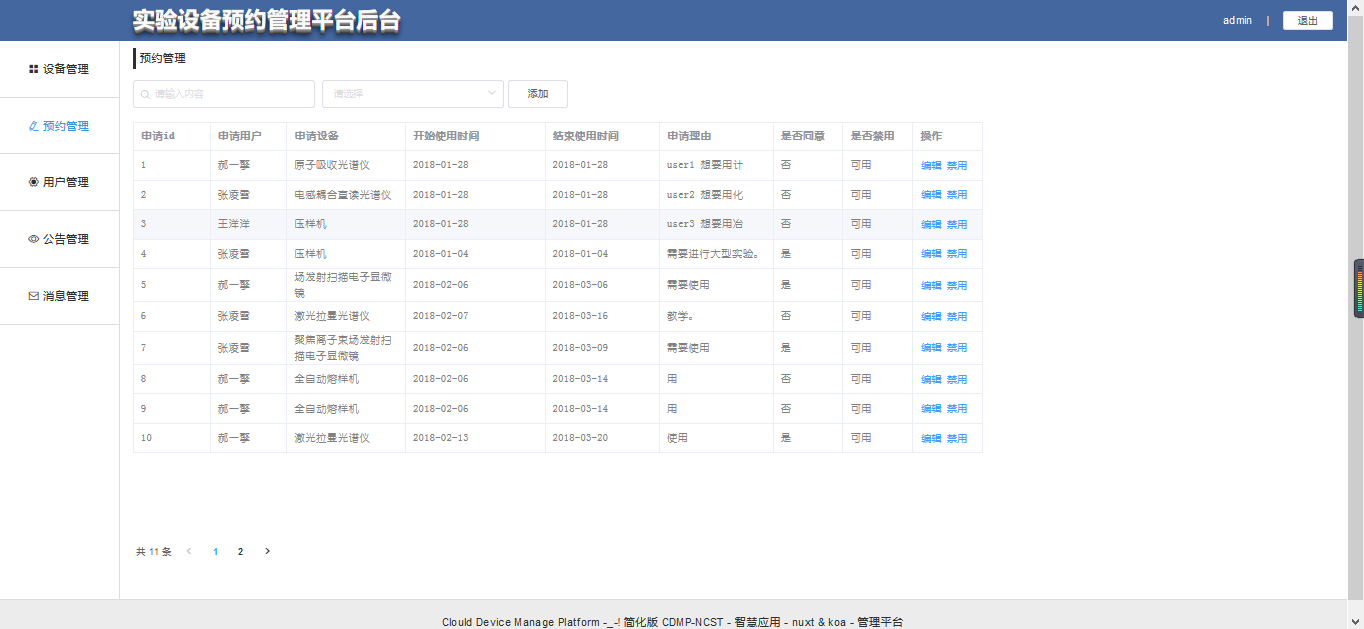 实验设备预约管理平台后台
admin | 退出
设备管理
预约管理
用户管理
公告管理
消息管理
预约管理
请输入内容 请选择 添加
申请id 申请用户 申请设备 开始使用时间 结束使用时间 申请理由 是否同意 是否禁用 操作
1 郝一擎 原子吸收光谱仪 2018-01-28 2018-01-28 user1 想要用计 否 可用 编辑 禁用
2 张凌雪 电感耦合直读光谱仪 2018-01-28 2018-01-28 user2 想要用化 否 可用 编辑 禁用
3 王洋洋 压样机 2018-01-28 2018-01-28 user3 想要用冶 否 可用 编辑 禁用
4 张凌雪 压样机 2018-01-04 2018-01-04 需要进行大型实验。 是 可用 编辑 禁用
5 郝一擎 场发射扫描电子显微
镜 2018-02-06 2018-03-06 需要使用 是 可用 编辑 禁用
6 张凌雪 激光拉曼光谱仪 2018-02-07 2018-03-16 教学。 否 可用 编辑 禁用
7 张凌雪 聚焦离子束场发射扫
描电子显微镜 2018-02-06 2018-03-09 需要使用 是 可用 编辑 禁用
8 郝一擎 全自动熔样机 2018-02-06 2018-03-14 用 否 可用 编辑 禁用
9 郝一擎 全自动熔样机 2018-02-06 2018-03-14 用 否 可用 编辑 禁用
10 郝一擎 激光拉曼光谱仪 2018-02-13 2018-03-20 使用 是 可用 编辑 禁用
共 11 条 < 1 2 >
Clould Device Manage Platform -_-! 简化版 CDMP-NCST - 智慧应用 - nuxt & koa - 管理平台